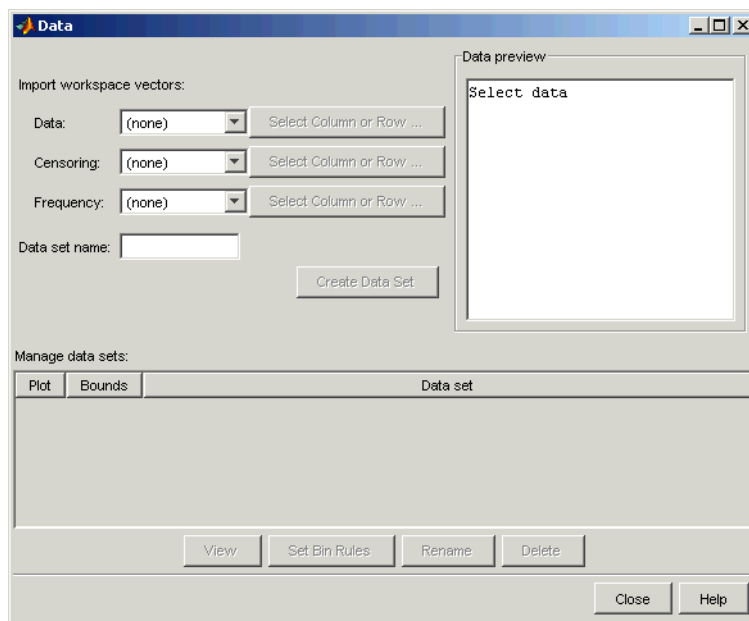 Data
Import workspace vectors:
Data: (none) Select Column or Row ...
Censoring: (none) Select Column or Row ...
Frequency: (none) Select Column or Row ...
Data set name:
Create Data Set
Data preview
Select data
Manage data sets:
Plot Bounds Data set
View Set Bin Rules Rename Delete
Close Help